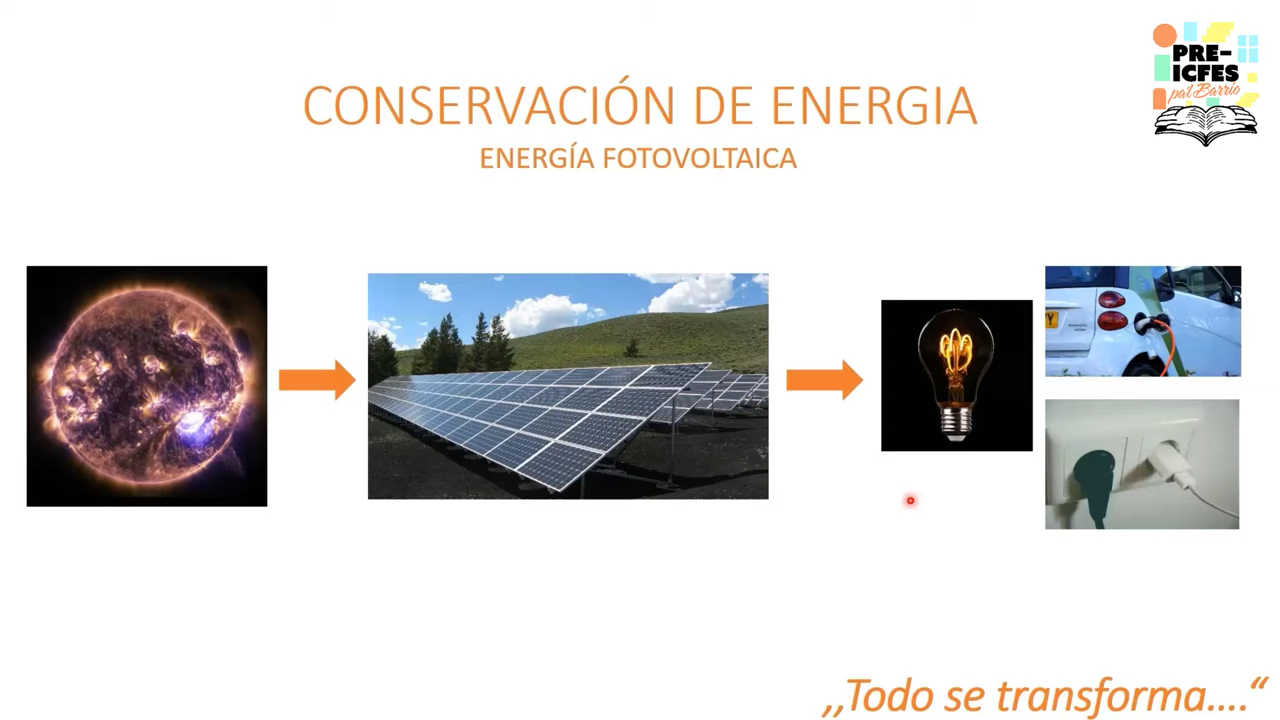 PRE-
ICFES
pa'l Barrio
CONSERVACIÓN DE ENERGIA
ENERGÍA FOTOVOLTAICA
,,Todo se transforma....“